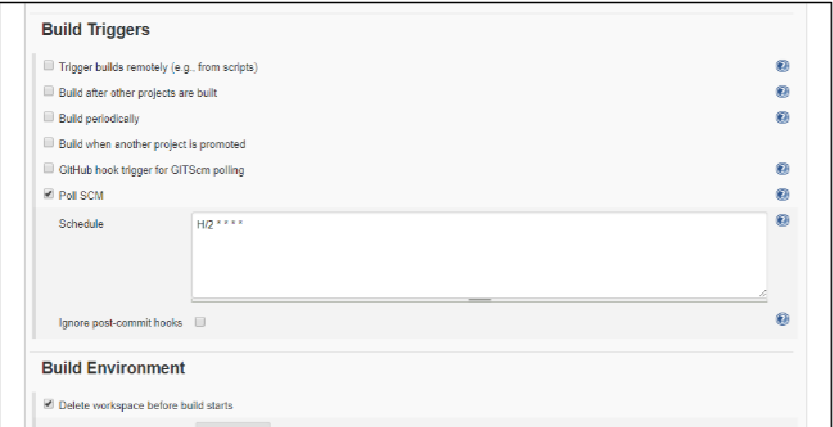 Build Triggers
Trigger builds remotely (e.g., from scripts)
Build after other projects are built
Build periodically
Build when another project is promoted
GitHub hook trigger for GITScm polling
Poll SCM
Schedule
H/2 * * * *
Ignore post-commit hooks
Build Environment
Delete workspace before build starts